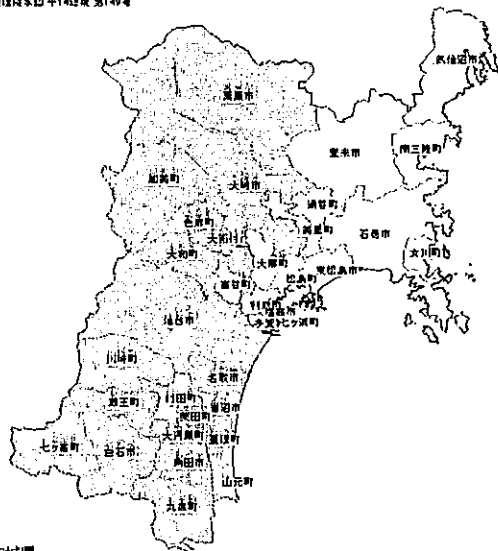 気仙沼市
栗原市
登米市
南三陸町
加美町
大崎市
涌谷町
色麻町
美里町
石巻市
女川町
大和町
大郷町
松島町
東松島市
富谷町
利府町
塩竈市
七ヶ浜町
仙台市
川崎町
名取市
村田町
岩沼市
蔵王町
柴田町
大河原町
亘理町
七ヶ宿町
白石市
角田市
山元町
丸森町